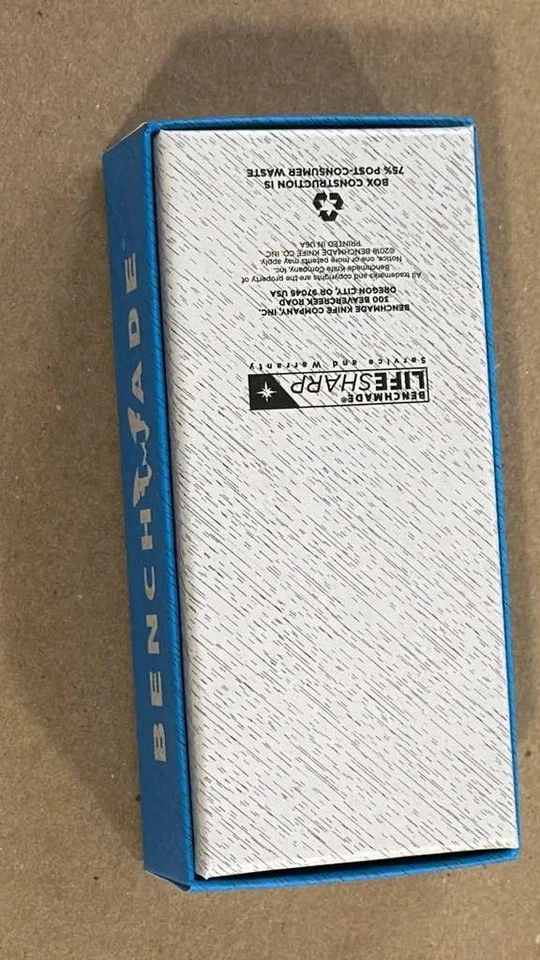 BENCHMADE
BENCHMADE®
LIFESHARP
Service and Warranty
BENCHMADE KNIFE COMPANY, INC.
300 BEAVERCREEK ROAD
OREGON CITY, OR 97045 USA
All trademarks and copyrights are the property of
Benchmade Knife Company, Inc.
Notice, one or more patents may apply.
©2018 BENCHMADE KNIFE CO. INC.
PRINTED IN USA
BOX CONSTRUCTION IS
75% POST-CONSUMER WASTE